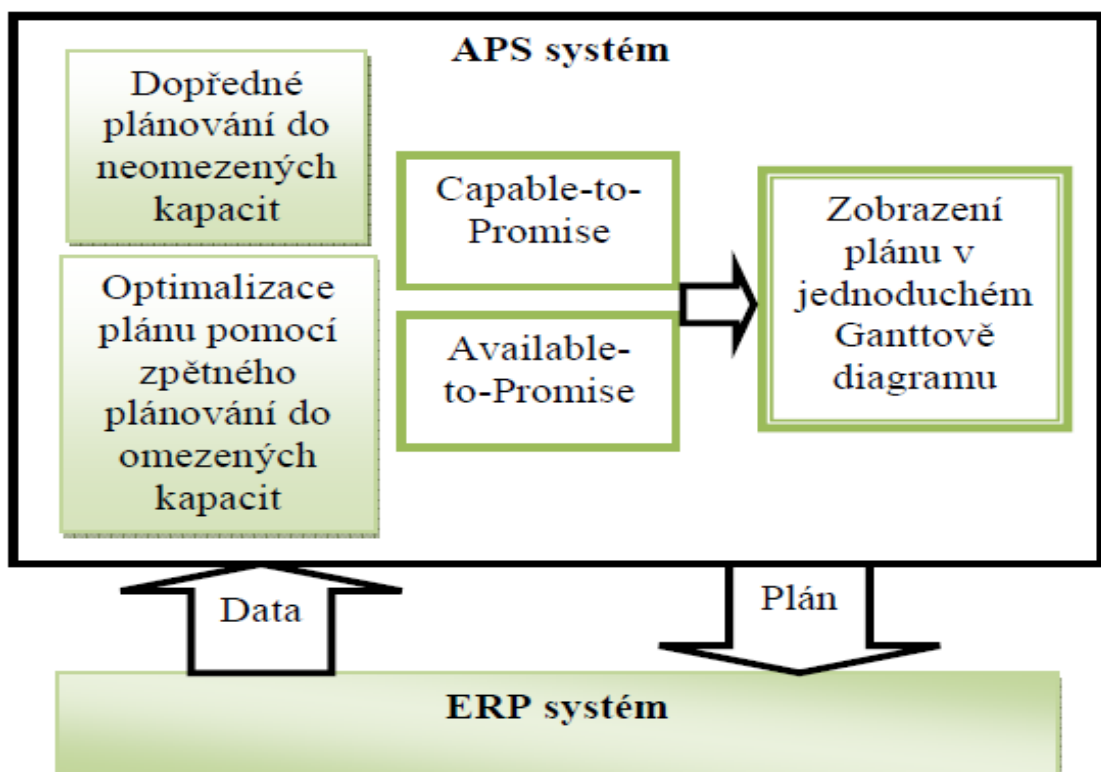 APS systém
Dopředné
plánování do
neomezených
kapacit
Optimalizace
plánu pomocí
zpětného
plánování do
omezených
kapacit
Capable-to-
Promise
Available-
to-Promise
Zobrazení
plánu v
jednoduchém
Ganttově
diagramu
Data
Plán
ERP systém